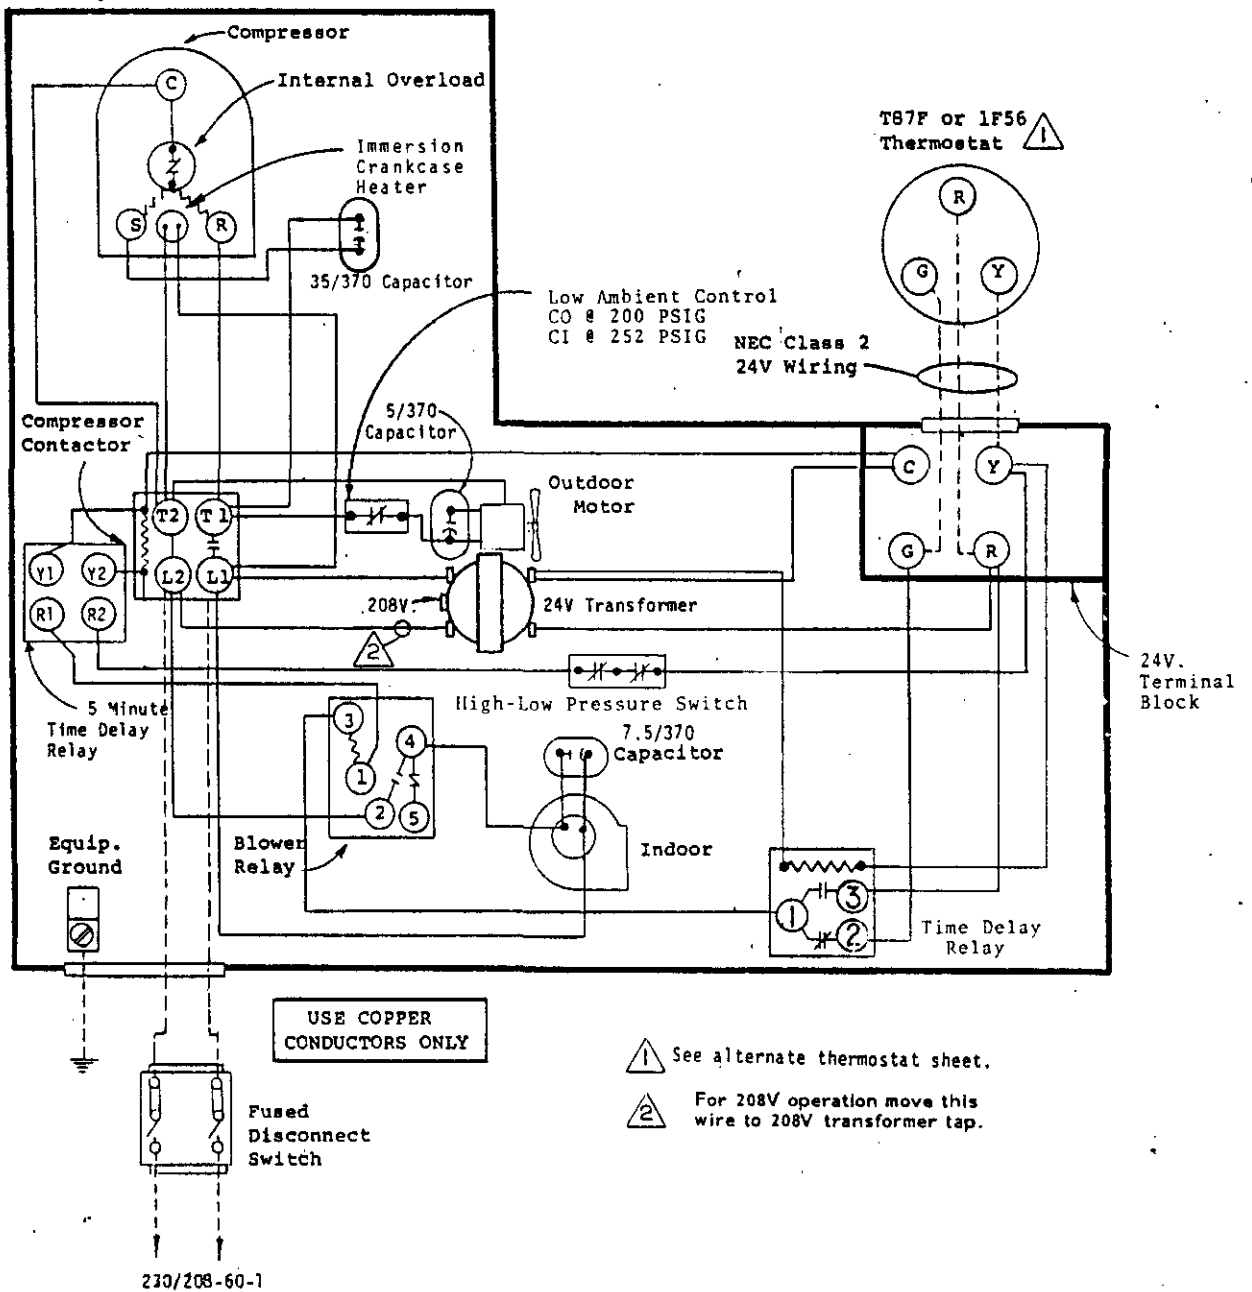 Compressor
C
Internal Overload
Immersion
Crankcase
Heater
S
R
35/370 Capacitor
T87F or 1F56
Thermostat
1
R
G
Y
Low Ambient Control
CO @ 200 PSIG
CI @ 252 PSIG
NEC Class 2
24V Wiring
Compressor
Contactor
5/370
Capacitor
Outdoor
Motor
C
Y
G
R
T2
T1
L2
L1
Y1
Y2
R1
R2
208V.
24V Transformer
2
24V.
Terminal
Block
5 Minute
Time Delay
Relay
High-Low Pressure Switch
7.5/370
Capacitor
3
4
1
2
5
Blower
Relay
Indoor
Equip.
Ground
1
3
2
Time Delay
Relay
USE COPPER
CONDUCTORS ONLY
1
See alternate thermostat sheet.
2
For 208V operation move this
wire to 208V transformer tap.
Fused
Disconnect
Switch
230/208-60-1